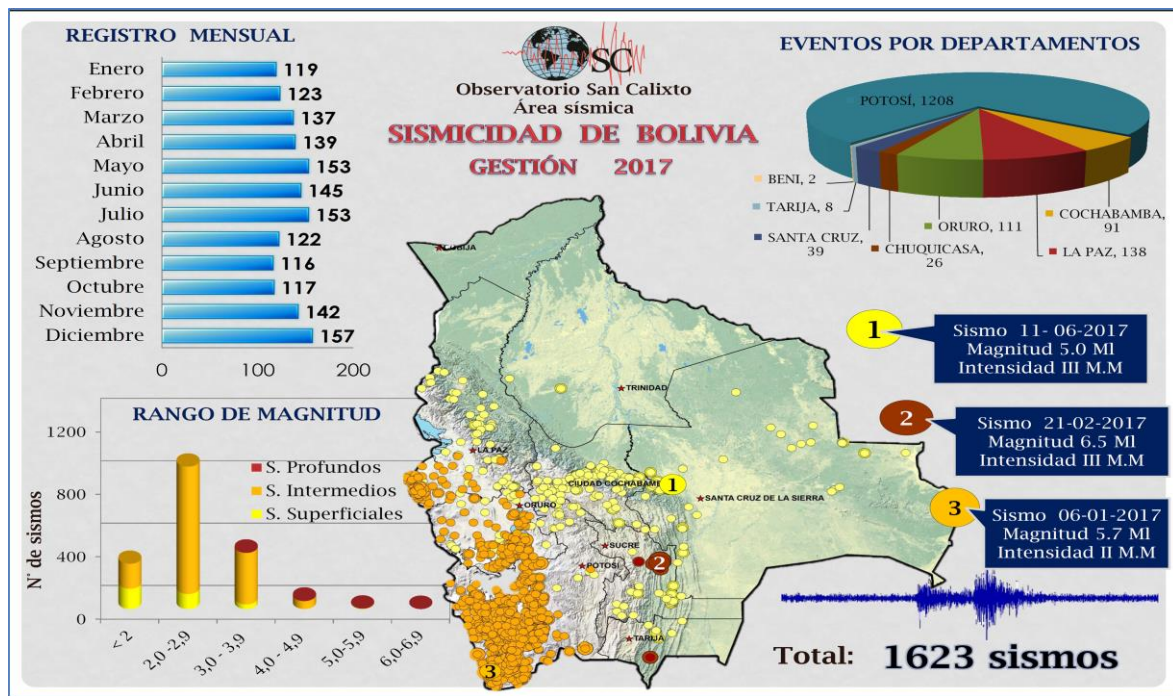 REGISTRO MENSUAL
Enero 119
Febrero 123
Marzo 137
Abril 139
Mayo 153
Junio 145
Julio 153
Agosto 122
Septiembre 116
Octubre 117
Noviembre 142
Diciembre 157
0 100 200
SC
Observatorio San Calixto
Área sísmica
SISMICIDAD DE BOLIVIA
GESTIÓN 2017
EVENTOS POR DEPARTAMENTOS
POTOSÍ, 1208
BENI, 2
TARIJA, 8
SANTA CRUZ,
39
CHUQUICASA,
26
ORURO, 111
LA PAZ, 138
COCHABAMBA,
91
1
Sismo 11- 06-2017
Magnitud 5.0 Ml
Intensidad III M.M
2
Sismo 21-02-2017
Magnitud 6.5 Ml
Intensidad III M.M
3
Sismo 06-01-2017
Magnitud 5.7 Ml
Intensidad II M.M
RANGO DE MAGNITUD
S. Profundos
S. Intermedios
S. Superficiales
N° de sismos
1200
800
400
0
< 2
2,0 -2,9
3,0 - 3,9
4,0 - 4,9
5,0-5,9
6,0-6,9
TRINIDAD
LA PAZ
CIUDAD COCHABAMB
1
SANTA CRUZ DE LA SIERRA
ORURO
SUCRE
POTOSÍ
2
TARIJA
3
Total: 1623 sismos